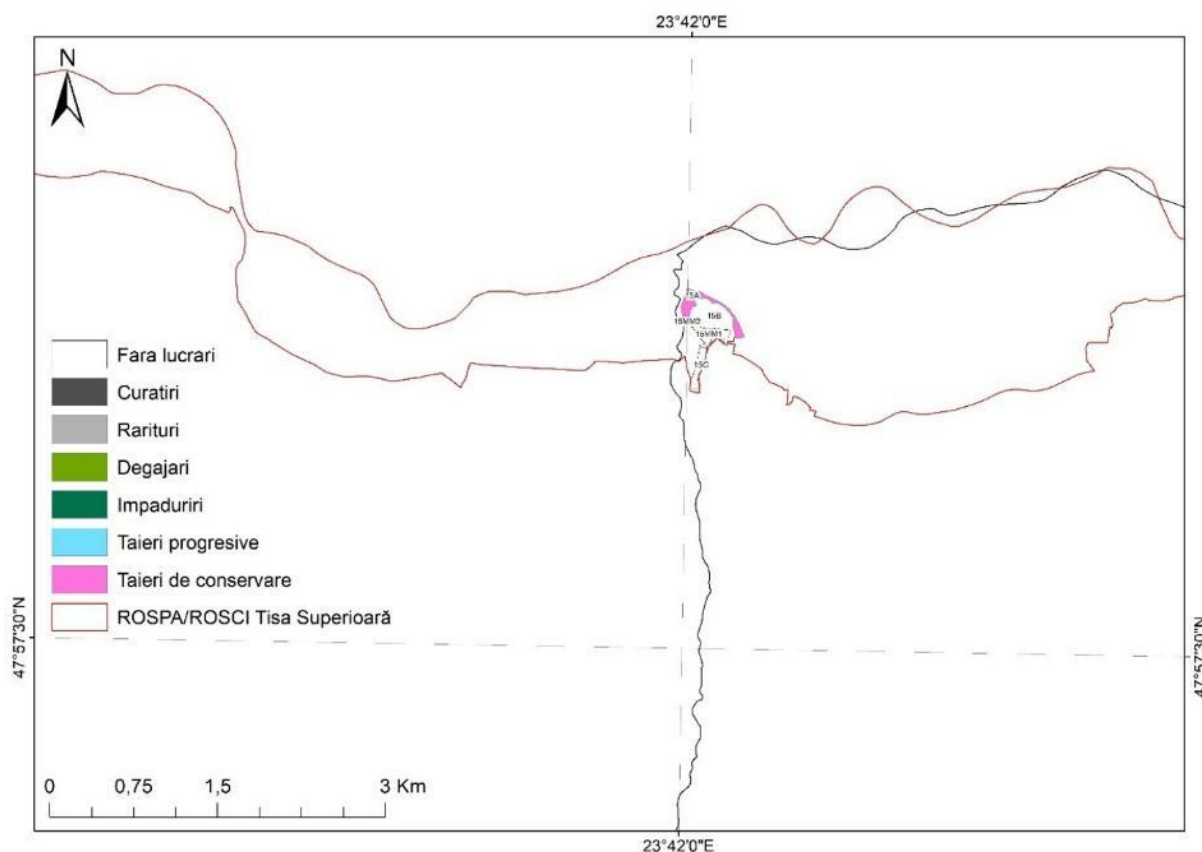 23°42'0"E
N
15A
15B
15MM2
15MM1
15C
Fara lucrari
Curatiri
Rarituri
Degajari
Impaduriri
Taieri progresive
Taieri de conservare
ROSPA/ROSCI Tisa Superioară
47°57'30"N
47°57'30"N
0 0,75 1,5 3 Km
23°42'0"E